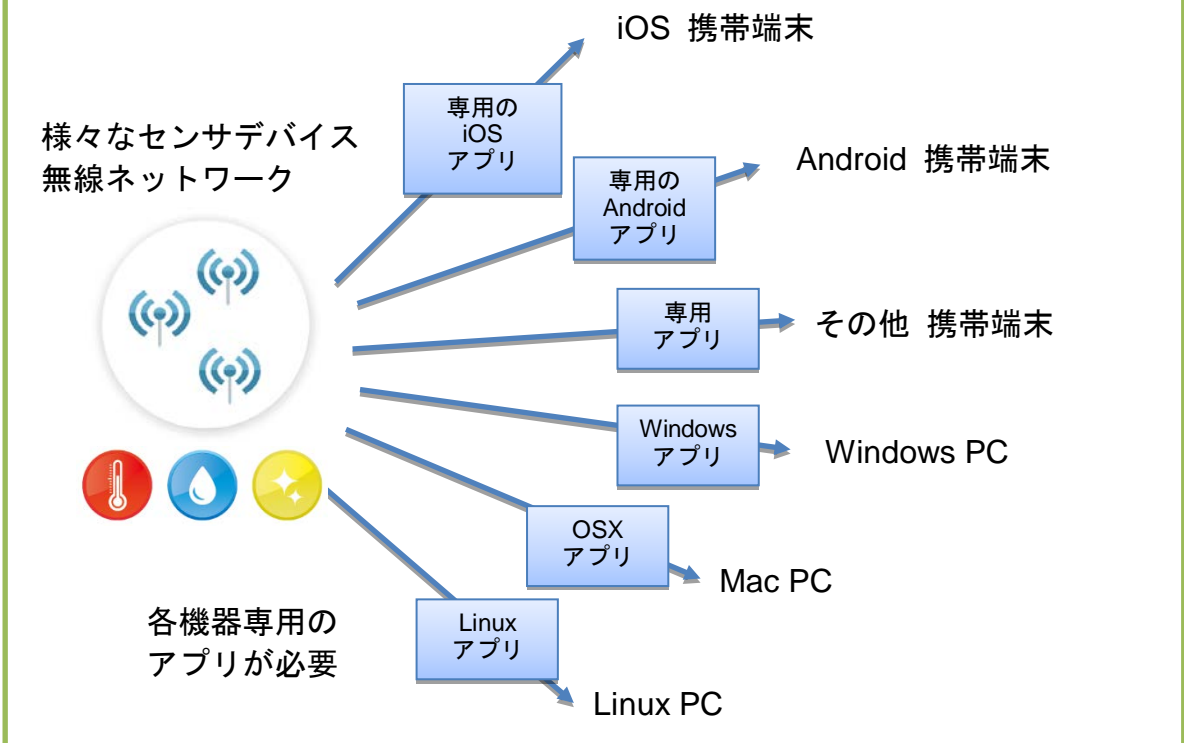 iOS 携帯端末
専用の
iOS
アプリ
様々なセンサデバイス
無線ネットワーク
Android 携帯端末
専用の
Android
アプリ
専用
アプリ
その他 携帯端末
Windows
アプリ
Windows PC
OSX
アプリ
Mac PC
各機器専用の
アプリが必要
Linux
アプリ
Linux PC